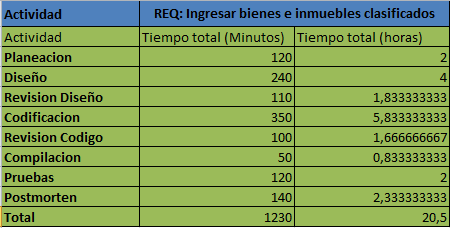 Actividad REQ: Ingresar bienes e inmuebles clasificados
Actividad Tiempo total (Minutos) Tiempo total (horas)
Planeacion 120 2
Diseño 240 4
Revision Diseño 110 1,833333333
Codificacion 350 5,833333333
Revision Codigo 100 1,666666667
Compilacion 50 0,833333333
Pruebas 120 2
Postmorten 140 2,333333333
Total 1230 20,5